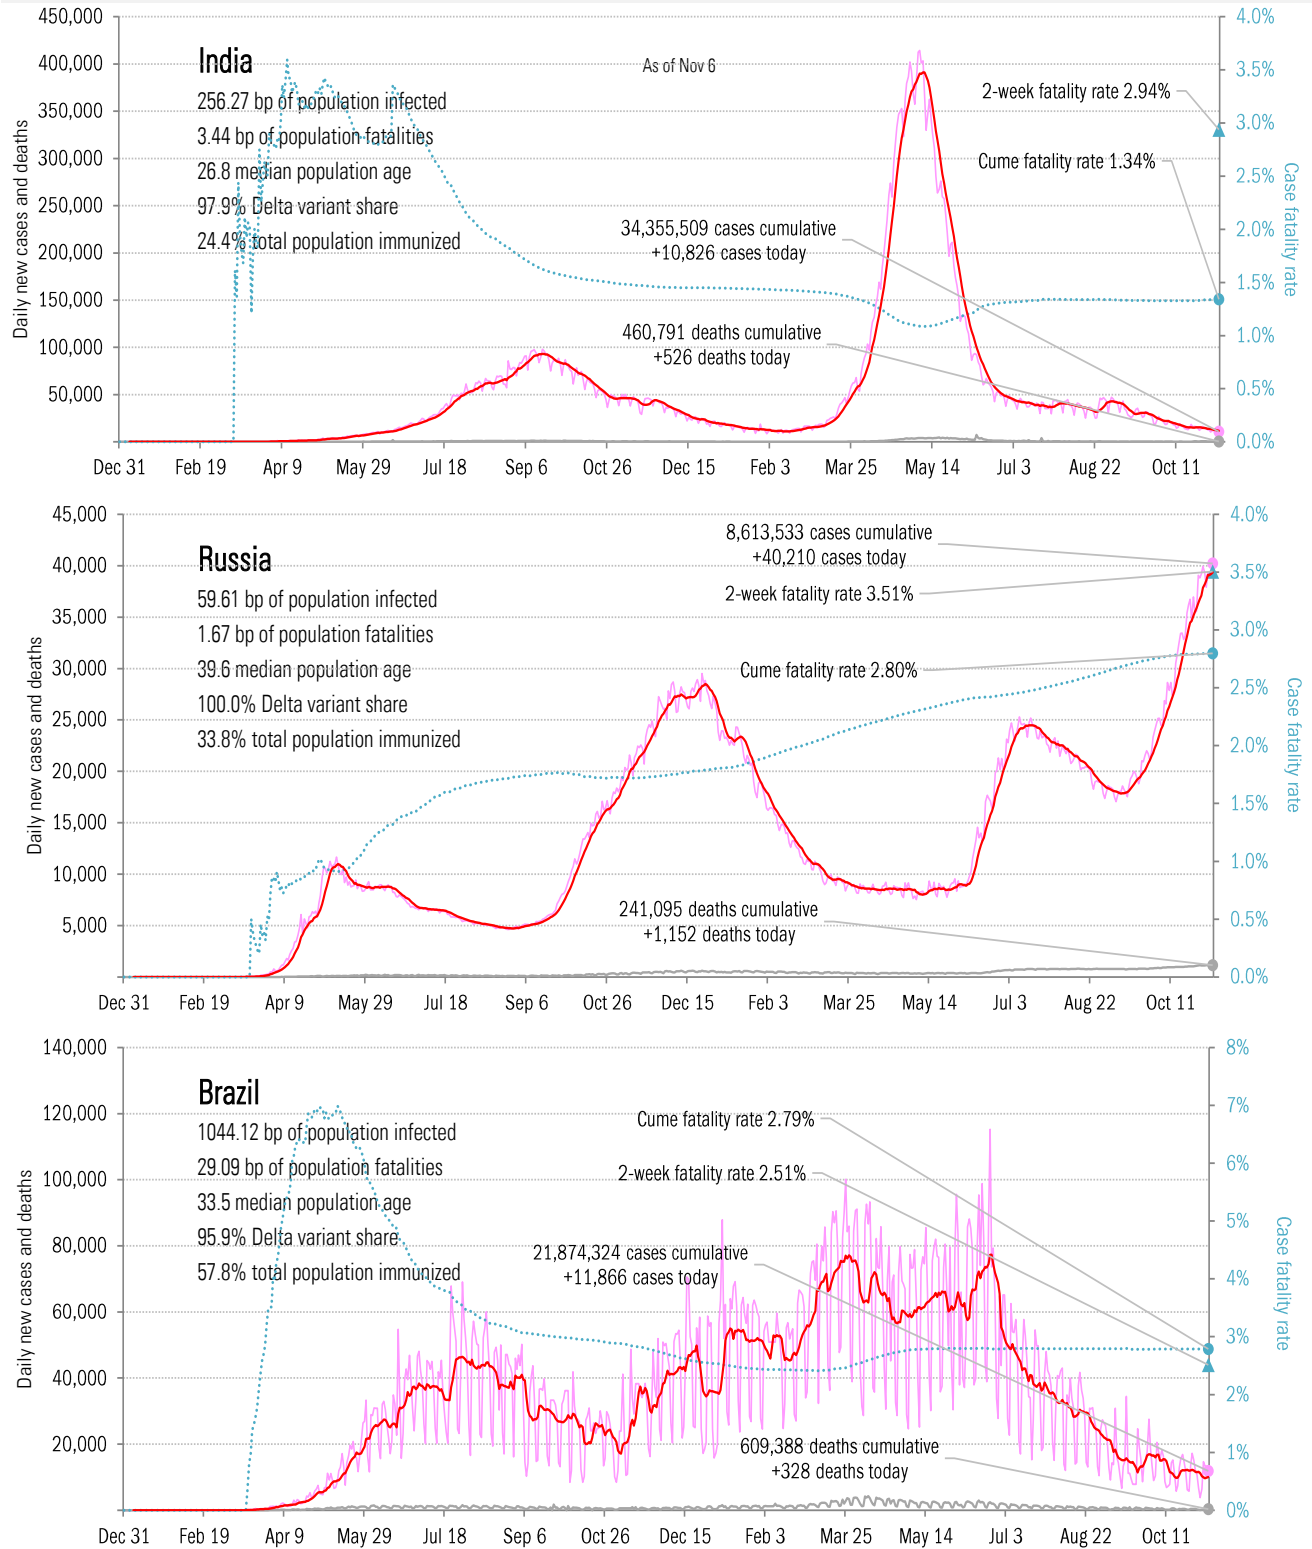 450,000
400,000
350,000
300,000
250,000
200,000
150,000
100,000
50,000
Daily new cases and deaths
India
256.27 bp of population infected
3.44 bp of population fatalities
26.8 median population age
97.9% Delta variant share
24.4% total population immunized
As of Nov 6
2-week fatality rate 2.94%
Cume fatality rate 1.34%
34,355,509 cases cumulative
+10,826 cases today
460,791 deaths cumulative
+526 deaths today
4.0%
3.5%
3.0%
2.5%
2.0%
1.5%
1.0%
0.5%
0.0%
Case fatality rate
Dec 31 Feb 19 Apr 9 May 29 Jul 18 Sep 6 Oct 26 Dec 15 Feb 3 Mar 25 May 14 Jul 3 Aug 22 Oct 11
45,000
40,000
35,000
30,000
25,000
20,000
15,000
10,000
5,000
Daily new cases and deaths
Russia
59.61 bp of population infected
1.67 bp of population fatalities
39.6 median population age
100.0% Delta variant share
33.8% total population immunized
8,613,533 cases cumulative
+40,210 cases today
2-week fatality rate 3.51%
Cume fatality rate 2.80%
241,095 deaths cumulative
+1,152 deaths today
4.0%
3.5%
3.0%
2.5%
2.0%
1.5%
1.0%
0.5%
0.0%
Case fatality rate
Dec 31 Feb 19 Apr 9 May 29 Jul 18 Sep 6 Oct 26 Dec 15 Feb 3 Mar 25 May 14 Jul 3 Aug 22 Oct 11
140,000
120,000
100,000
80,000
60,000
40,000
20,000
Daily new cases and deaths
Brazil
1044.12 bp of population infected
29.09 bp of population fatalities
33.5 median population age
95.9% Delta variant share
57.8% total population immunized
Cume fatality rate 2.79%
2-week fatality rate 2.51%
21,874,324 cases cumulative
+11,866 cases today
609,388 deaths cumulative
+328 deaths today
8%
7%
6%
5%
4%
3%
2%
1%
0%
Case fatality rate
Dec 31 Feb 19 Apr 9 May 29 Jul 18 Sep 6 Oct 26 Dec 15 Feb 3 Mar 25 May 14 Jul 3 Aug 22 Oct 11